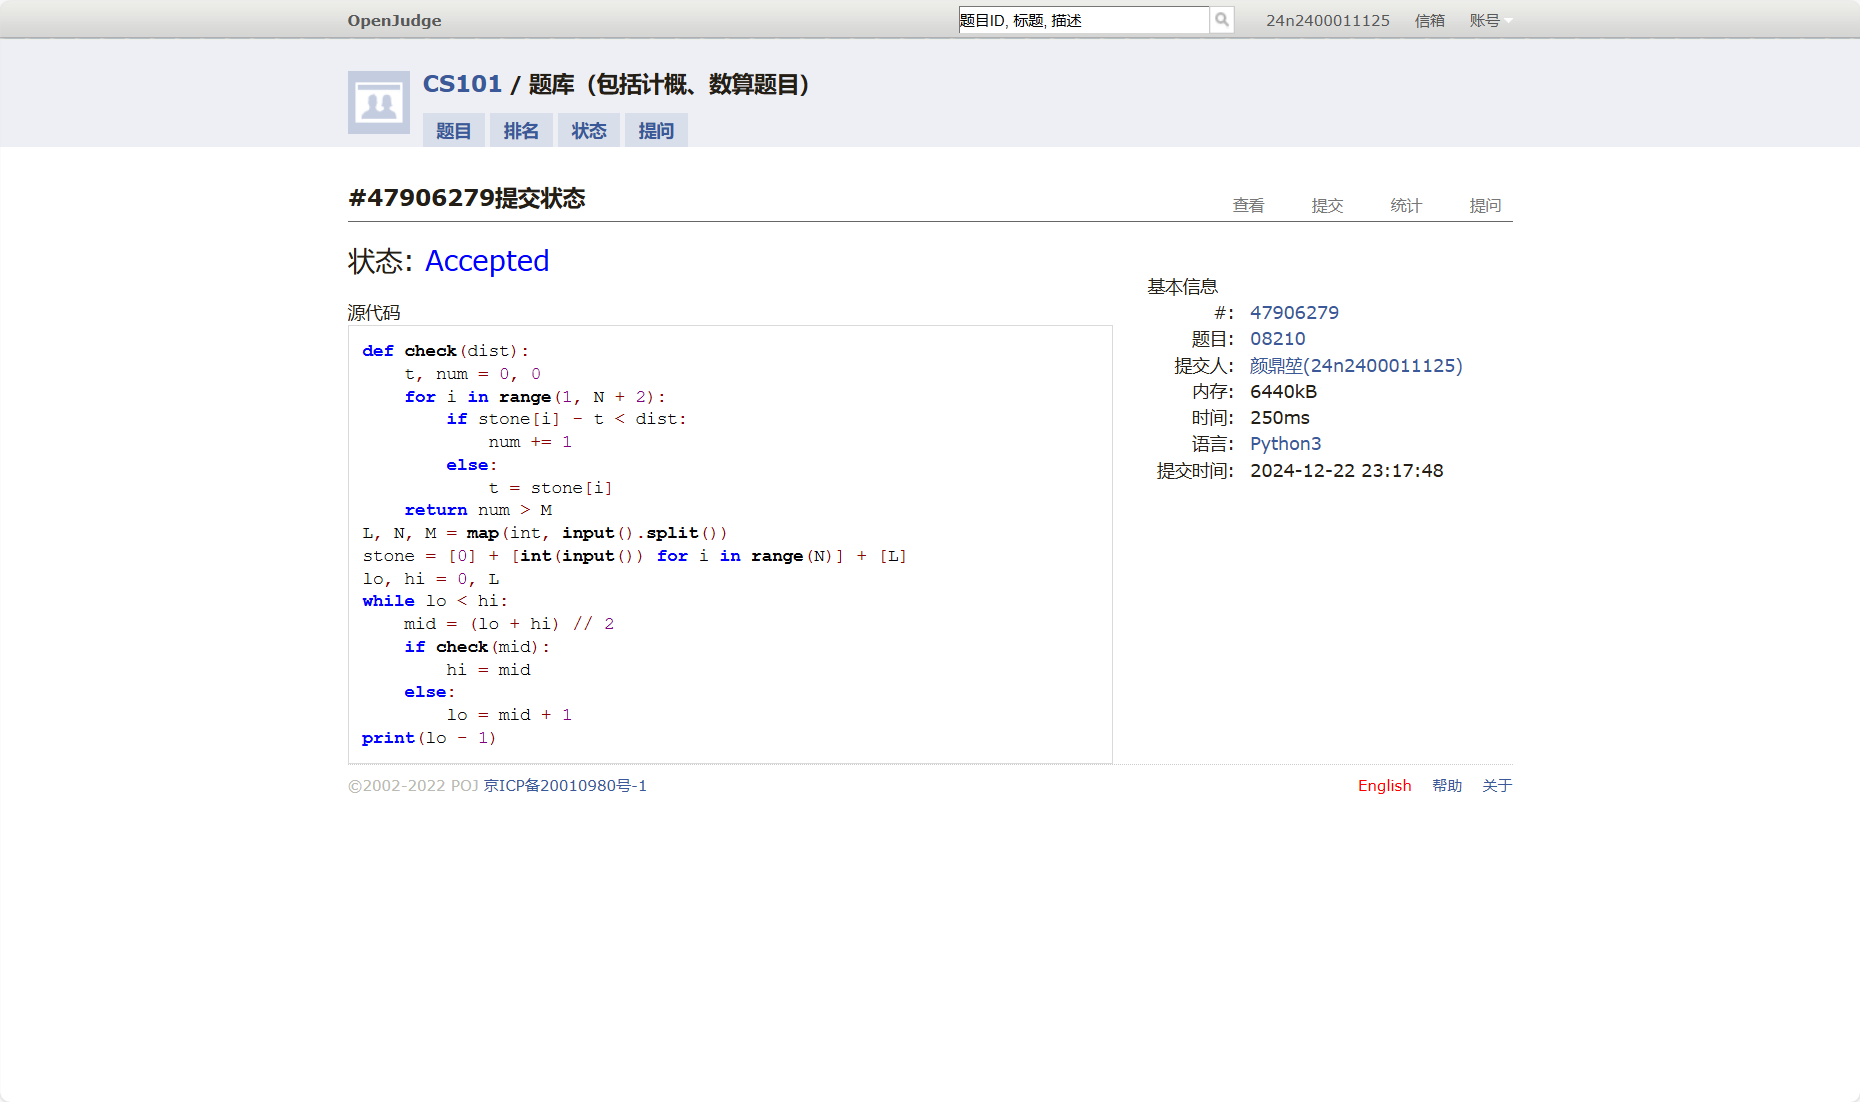 OpenJudge
题目ID, 标题, 描述
24n2400011125 信箱 账号
CS101 / 题库（包括计概、数算题目）
题目 排名 状态 提问
#47906279提交状态
查看 提交 统计 提问
状态: Accepted
源代码
def check(dist):
    t, num = 0, 0
    for i in range(1, N + 2):
        if stone[i] - t < dist:
            num += 1
        else:
            t = stone[i]
    return num > M
L, N, M = map(int, input().split())
stone = [0] + [int(input()) for i in range(N)] + [L]
lo, hi = 0, L
while lo < hi:
    mid = (lo + hi) // 2
    if check(mid):
        hi = mid
    else:
        lo = mid + 1
print(lo - 1)
基本信息
#: 47906279
题目: 08210
提交人: 颜鼎堃(24n2400011125)
内存: 6440kB
时间: 250ms
语言: Python3
提交时间: 2024-12-22 23:17:48
©2002-2022 POJ 京ICP备20010980号-1
English 帮助 关于